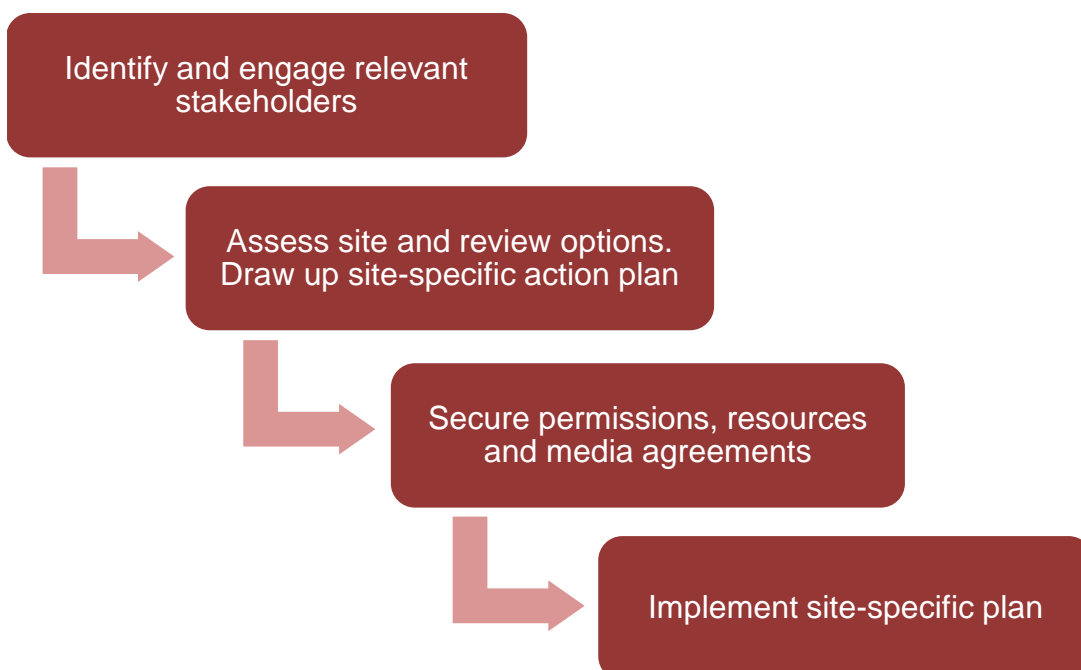 Identify and engage relevant
stakeholders
Assess site and review options.
Draw up site-specific action plan
Secure permissions, resources
and media agreements
Implement site-specific plan